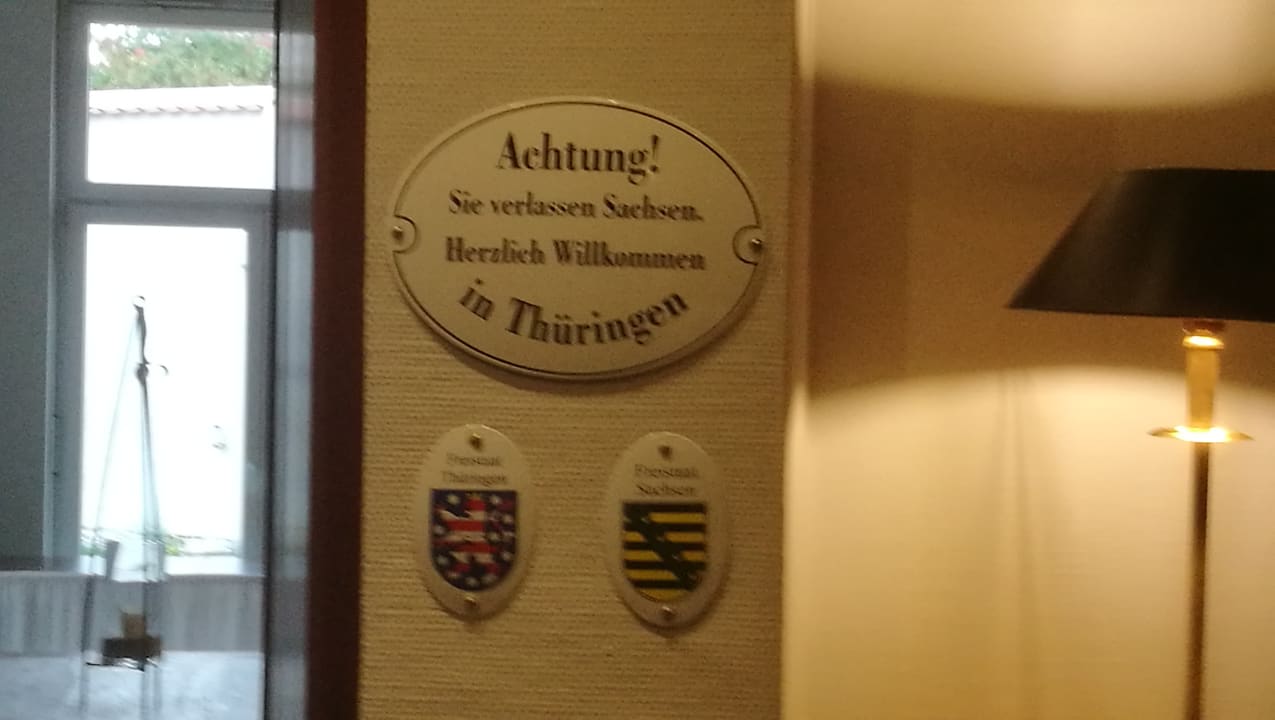 Achtung!
Sie verlassen Sachsen.
Herzlich Willkommen
in Thüringen
Freistaat
Thüringen
Freistaat
Sachsen